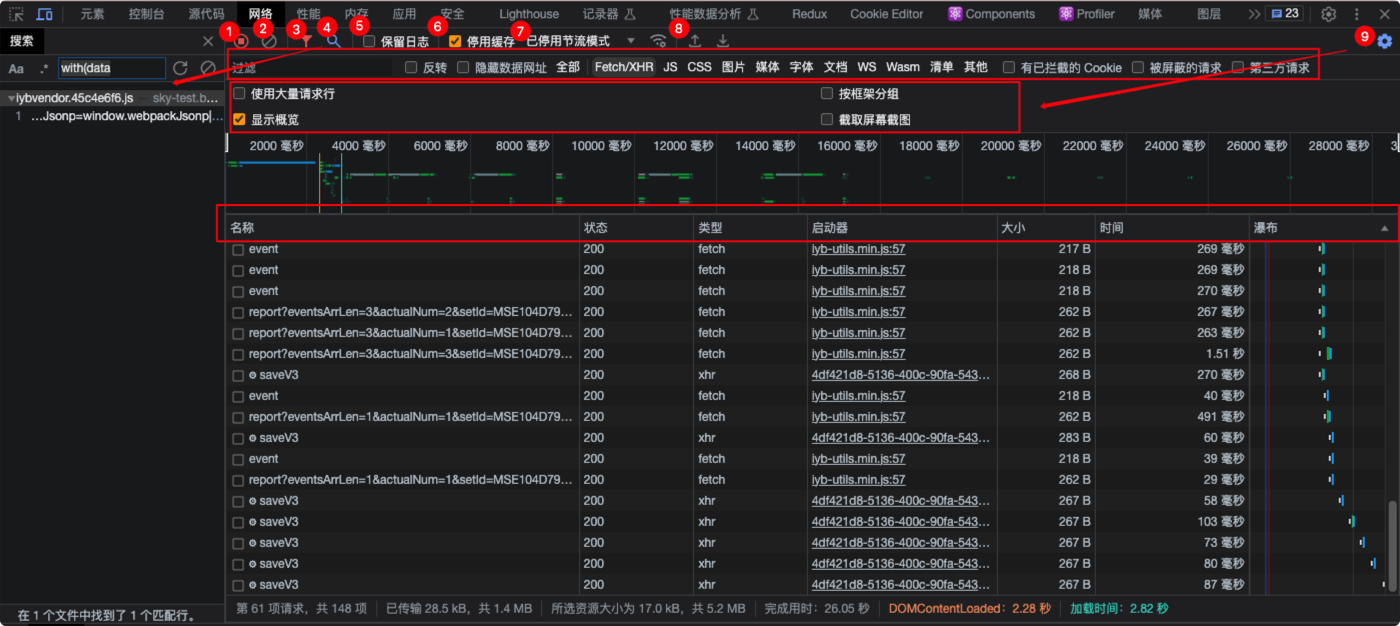 元素 控制台 源代码 网络 性能 内存 应用 安全 Lighthouse 记录器 性能数据分析 Redux Cookie Editor Components Profiler 媒体 图层 23
搜索
1 2 3 4 5 保留日志 6 停用缓存 7 已停用节流模式 8 9
Aa .* with(data
过滤 反转 隐藏数据网址 全部 Fetch/XHR JS CSS 图片 媒体 字体 文档 WS Wasm 清单 其他 有已拦截的 Cookie 被屏蔽的请求 第三方请求
iybvendor.45c4e6f6.js sky-test.b…
1 …Jsonp=window.webpackJsonp|…
使用大量请求行 按框架分组
显示概览 截取屏幕截图
2000 毫秒 4000 毫秒 6000 毫秒 8000 毫秒 10000 毫秒 12000 毫秒 14000 毫秒 16000 毫秒 18000 毫秒 20000 毫秒 22000 毫秒 24000 毫秒 26000 毫秒 28000 毫秒 3
名称 状态 类型 启动器 大小 时间 瀑布
event 200 fetch iyb-utils.min.js:57 217 B 269 毫秒
event 200 fetch iyb-utils.min.js:57 218 B 269 毫秒
event 200 fetch iyb-utils.min.js:57 218 B 270 毫秒
report?eventsArrLen=3&actualNum=2&setId=MSE104D79… 200 fetch iyb-utils.min.js:57 262 B 267 毫秒
report?eventsArrLen=3&actualNum=1&setId=MSE104D79… 200 fetch iyb-utils.min.js:57 262 B 263 毫秒
report?eventsArrLen=3&actualNum=3&setId=MSE104D79… 200 fetch iyb-utils.min.js:57 262 B 1.51 秒
saveV3 200 xhr 4df421d8-5136-400c-90fa-543… 268 B 270 毫秒
event 200 fetch iyb-utils.min.js:57 218 B 40 毫秒
report?eventsArrLen=1&actualNum=1&setId=MSE104D79… 200 fetch iyb-utils.min.js:57 262 B 491 毫秒
saveV3 200 xhr 4df421d8-5136-400c-90fa-543… 283 B 60 毫秒
event 200 fetch iyb-utils.min.js:57 218 B 39 毫秒
report?eventsArrLen=1&actualNum=1&setId=MSE104D79… 200 fetch iyb-utils.min.js:57 262 B 29 毫秒
saveV3 200 xhr 4df421d8-5136-400c-90fa-543… 267 B 58 毫秒
saveV3 200 xhr 4df421d8-5136-400c-90fa-543… 267 B 103 毫秒
saveV3 200 xhr 4df421d8-5136-400c-90fa-543… 267 B 73 毫秒
saveV3 200 xhr 4df421d8-5136-400c-90fa-543… 267 B 80 毫秒
saveV3 200 xhr 4df421d8-5136-400c-90fa-543… 267 B 87 毫秒
在 1 个文件中找到了 1 个匹配行。 第 61 项请求，共 148 项 已传输 28.5 kB，共 1.4 MB 所选资源大小为 17.0 kB，共 5.2 MB 完成用时：26.05 秒 DOMContentLoaded：2.28 秒 加载时间：2.82 秒